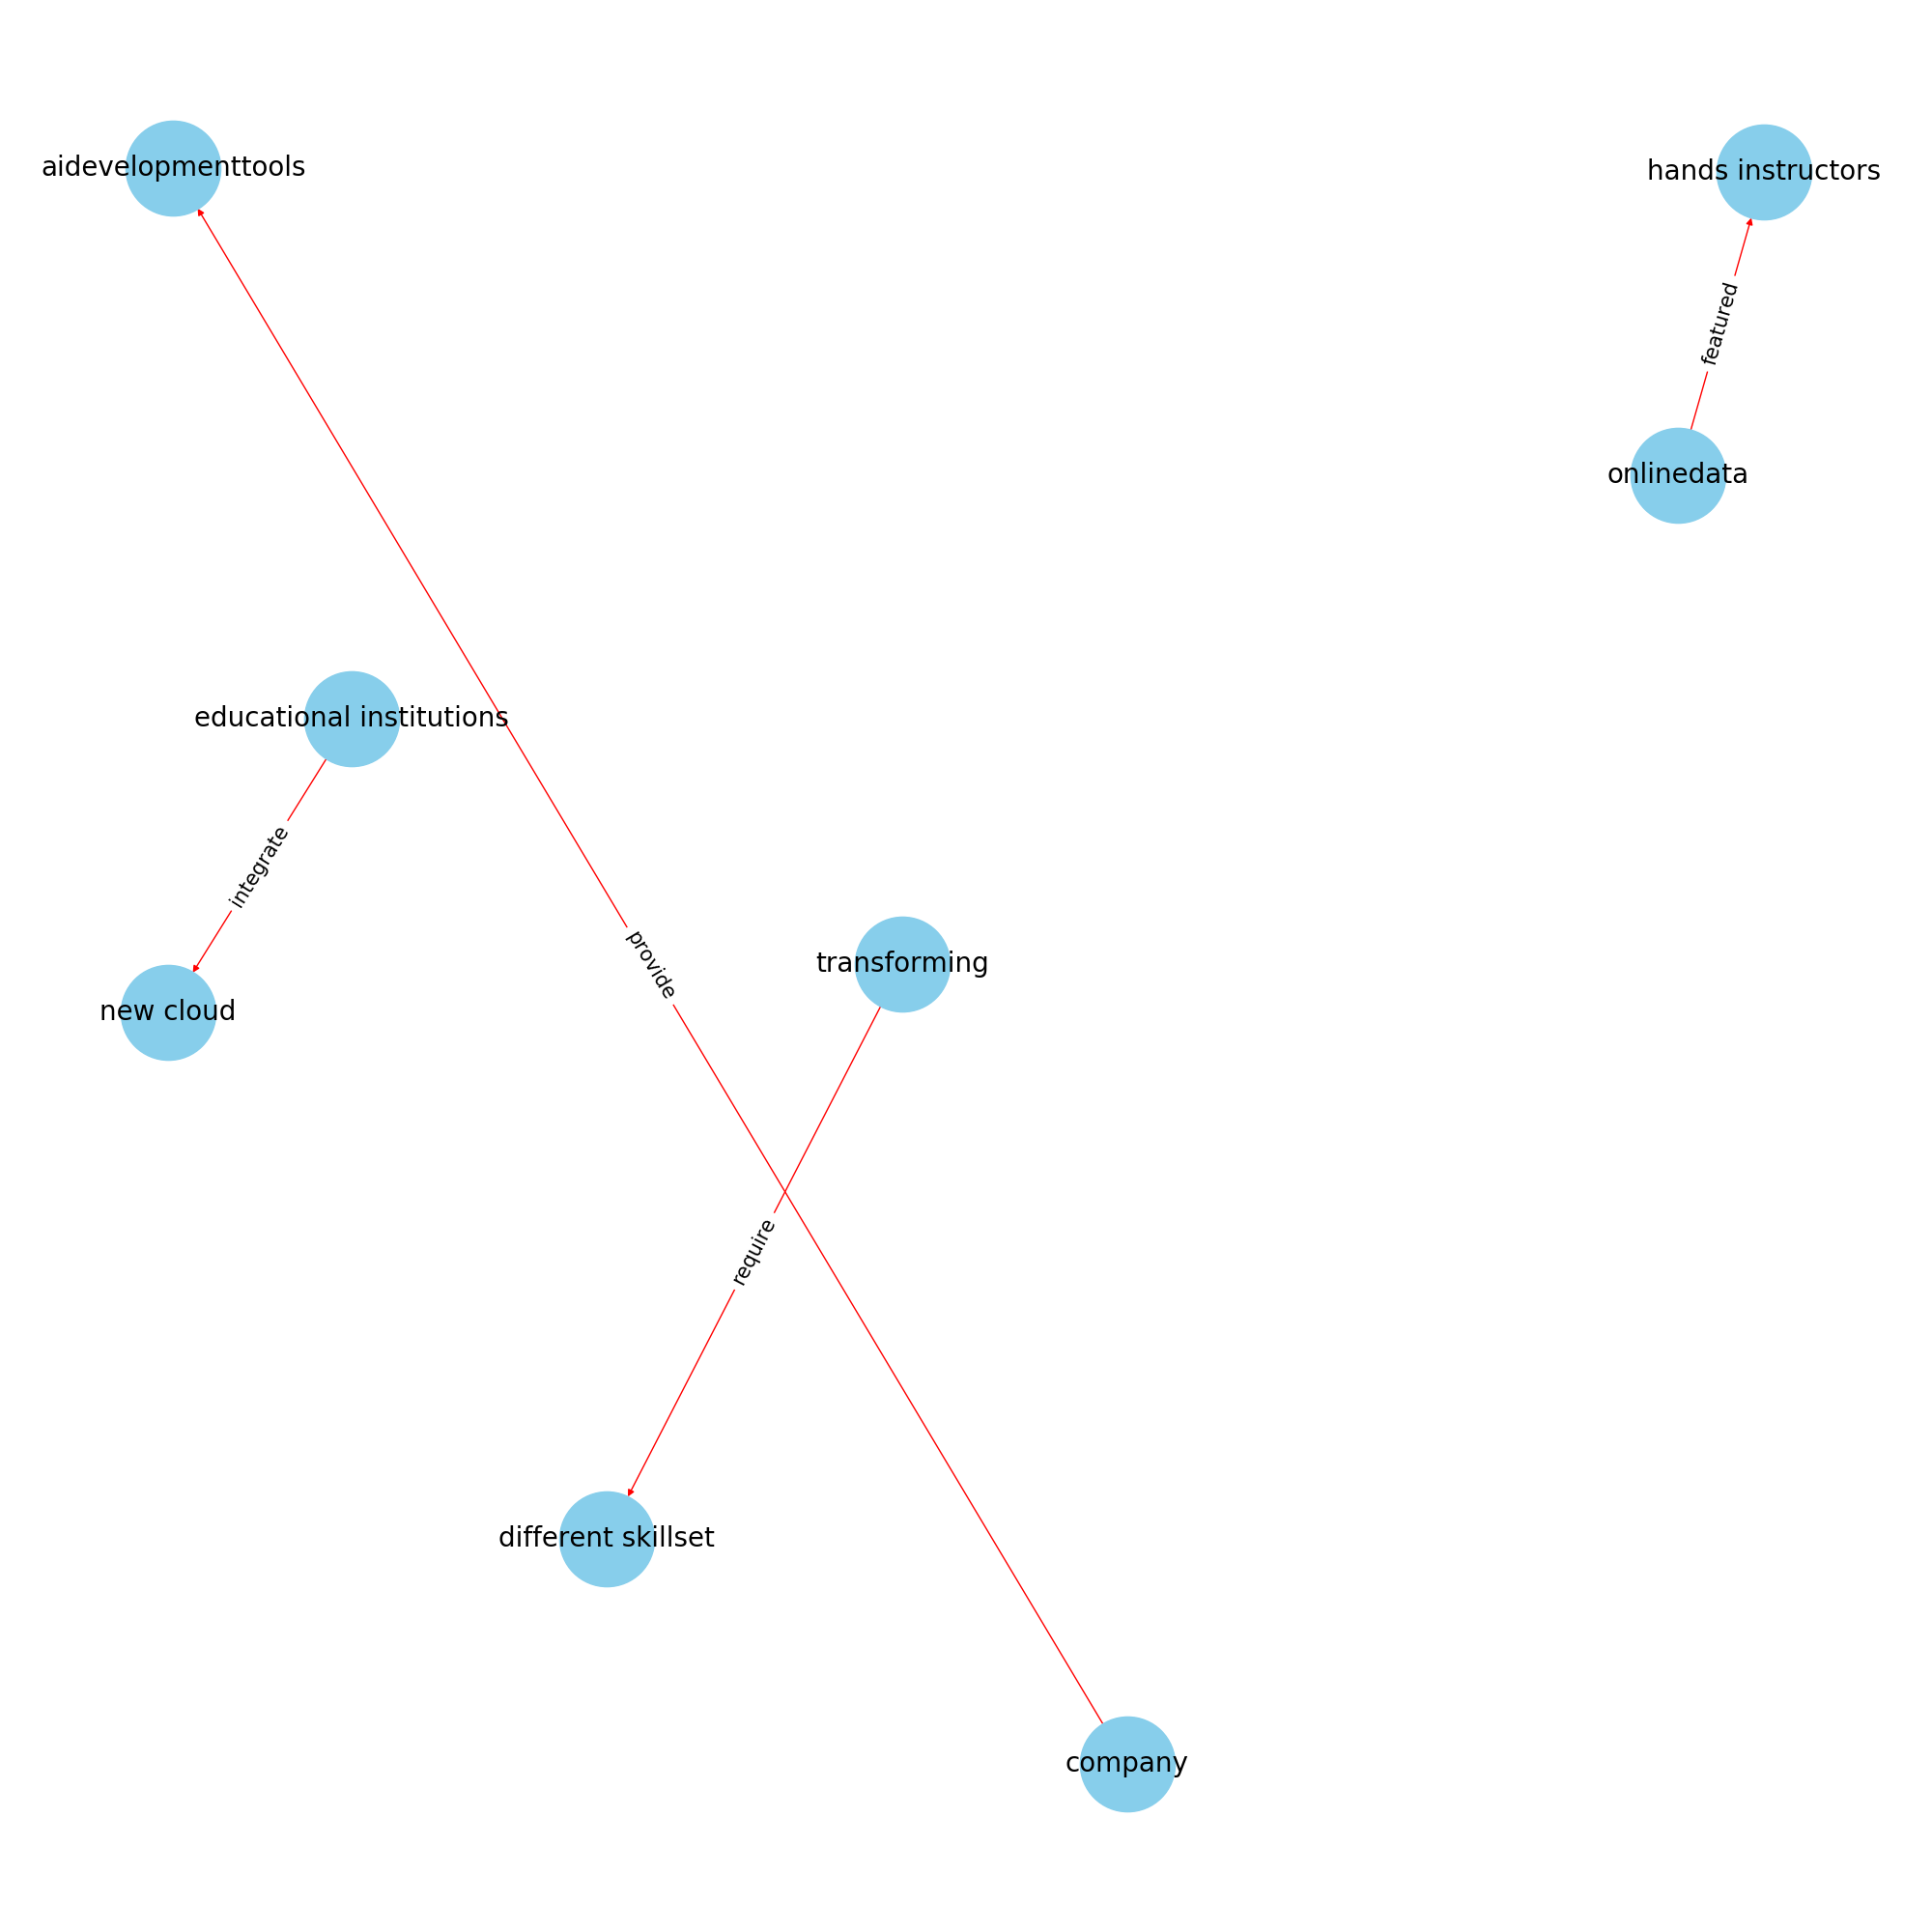 aidevelopmenttools
hands instructors
featured
onlinedata
educational institutions
integrate
provide
transforming
new cloud
require
different skillset
company